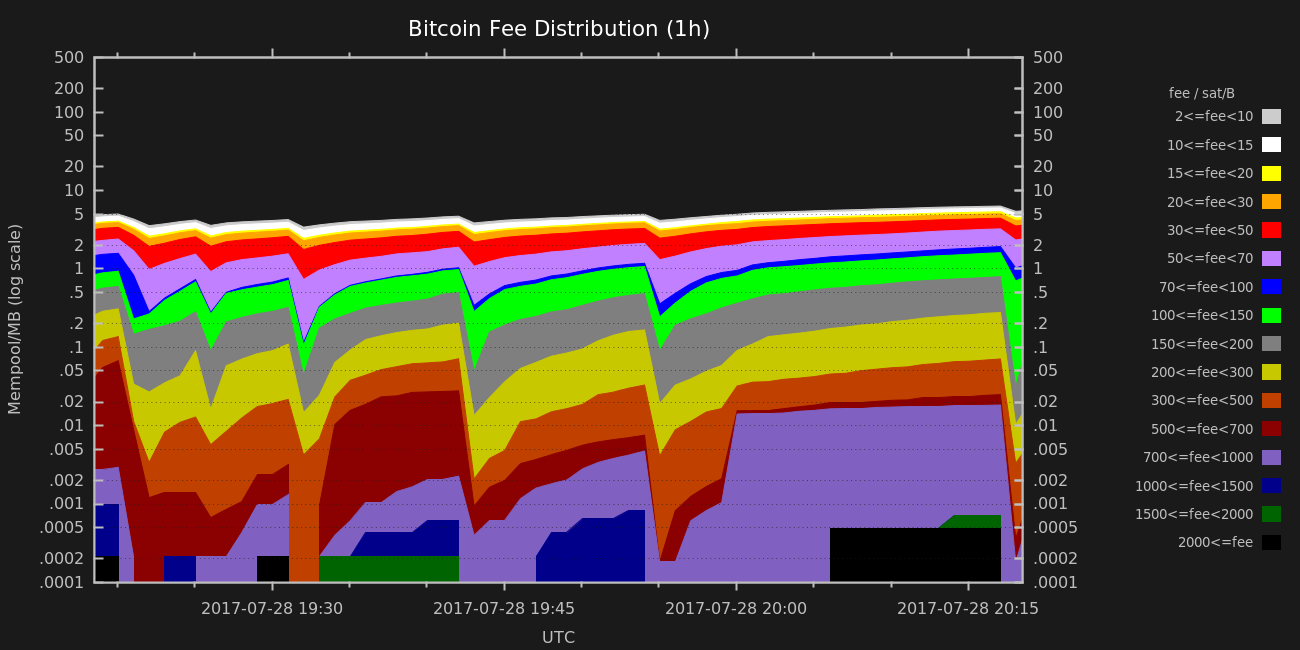 Bitcoin Fee Distribution (1h)
500 500
200 200
100 100
50 50
20 20
10 10
5 5
2 2
1 1
.5 .5
.2 .2
.1 .1
.05 .05
.02 .02
.01 .01
.005 .005
.002 .002
.001 .001
.0005 .0005
.0002 .0002
.0001 .0001
Mempool/MB (log scale)
2017-07-28 19:30 2017-07-28 19:45 2017-07-28 20:00 2017-07-28 20:15
UTC
fee / sat/B
2<=fee<10
10<=fee<15
15<=fee<20
20<=fee<30
30<=fee<50
50<=fee<70
70<=fee<100
100<=fee<150
150<=fee<200
200<=fee<300
300<=fee<500
500<=fee<700
700<=fee<1000
1000<=fee<1500
1500<=fee<2000
2000<=fee